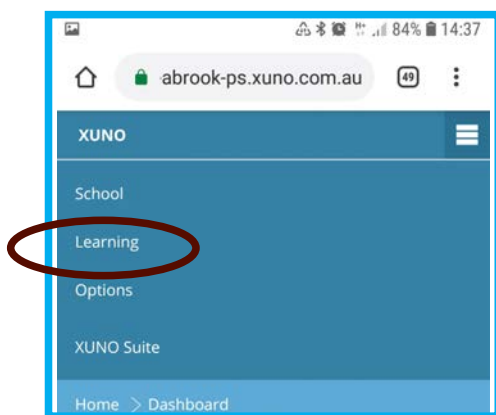 84% 14:37
abrook-ps.xuno.com.au 49
XUNO
School
Learning
Options
XUNO Suite
Home > Dashboard